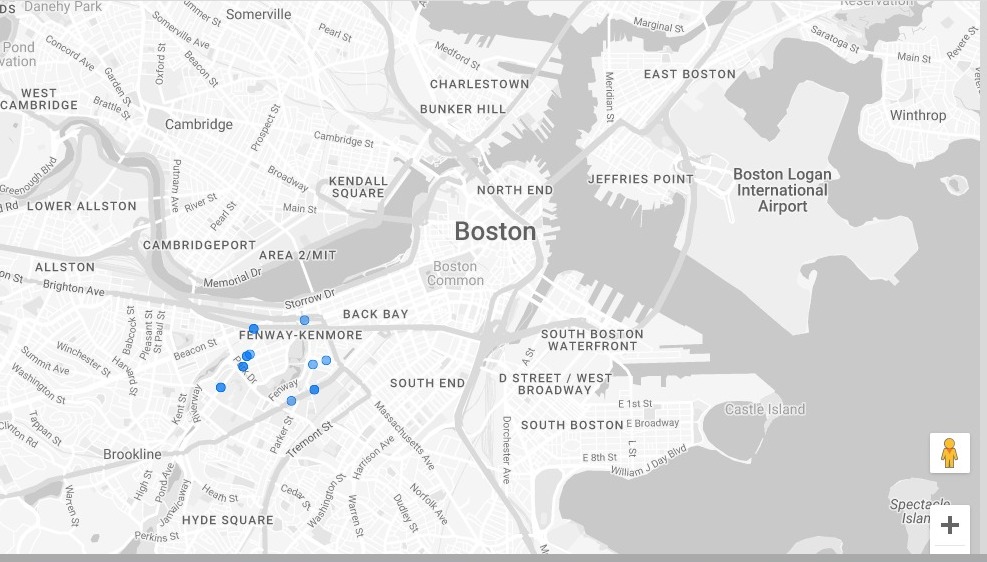 DS
Danehy Park
Somerville
Marginal St
Reservation
Pond
vation
Concord Ave
Somerville Ave
ummer St
Pearl St
Medford St
Saratoga St
Main St
Revere St
Oxford St
Beacon St
Garden St
Brattle St
WEST
CAMBRIDGE
CHARLESTOWN
BUNKER HILL
Meridian St
EAST BOSTON
Winthrop
Cambridge
Prospect St
Cambridge St
Greenough Blvd
d Rd
LOWER ALLSTON
Putnam Ave
River St
Pearl St
Broadway
Main St
KENDALL
SQUARE
NORTH END
JEFFRIES POINT
Boston Logan
International
Airport
Boston
CAMBRIDGEPORT
AREA 2/MIT
Boston
Common
ALLSTON
on St
Brighton Ave
Memorial Dr
Storrow Dr
BACK BAY
FENWAY-KENMORE
SOUTH BOSTON
WATERFRONT
Babcock St
Pleasant St
St Paul St
Beacon St
Winchester St
Harvard St
Summit Ave
Washington St
Fenway
SOUTH END
A St
D STREET / WEST
BROADWAY
Kent St
Riverway
Tappan St
Clinton Rd
Parker St
Tremont St
Massachusetts Ave
Dorchester Ave
E 1st St
SOUTH BOSTON
E Broadway
L St
E 8th St
William J Day Blvd
Castle Island
Brookline
Harrison Ave
High St
Pond Ave
Jamaicaway
Heath St
Cedar St
Washington St
Warren St
Dudley St
Norfolk Ave
Warren St
HYDE SQUARE
Perkins St
Spectacle
Islan
+